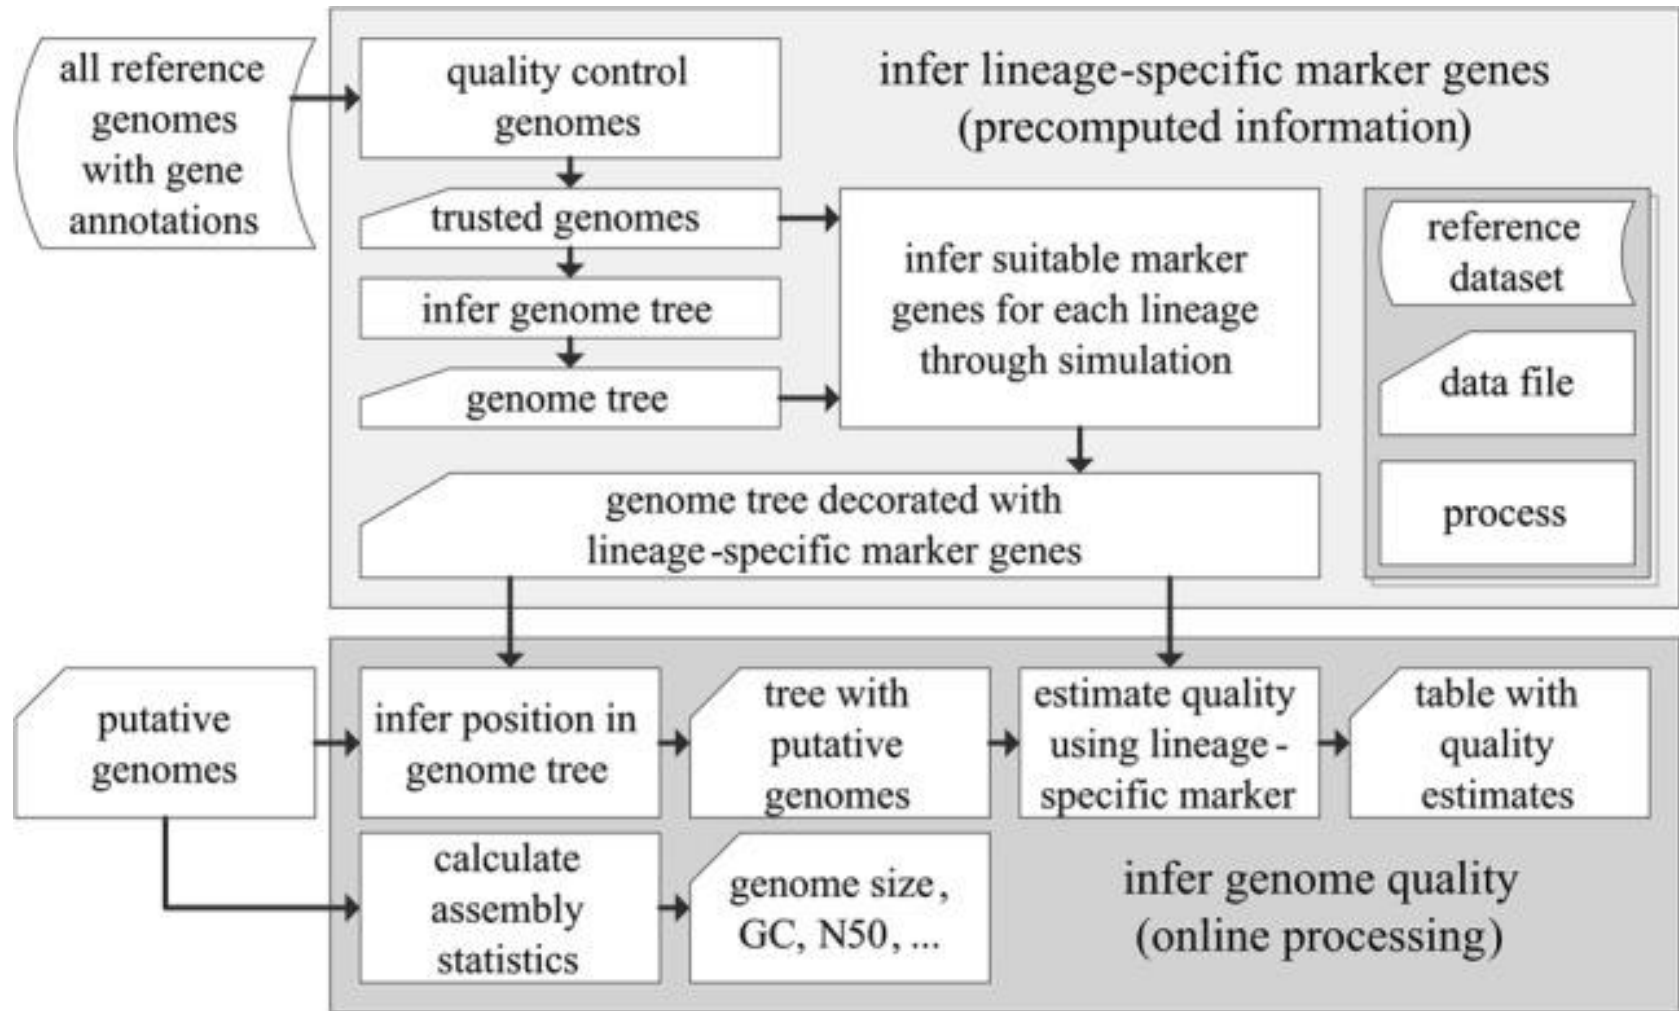 all reference
genomes
with gene
annotations
quality control
genomes
infer lineage-specific marker genes
(precomputed information)
trusted genomes
infer genome tree
genome tree
infer suitable marker
genes for each lineage
through simulation
reference
dataset
data file
process
genome tree decorated with
lineage-specific marker genes
putative
genomes
infer position in
genome tree
tree with
putative
genomes
estimate quality
using lineage-
specific marker
table with
quality
estimates
calculate
assembly
statistics
genome size,
GC, N50, ...
infer genome quality
(online processing)